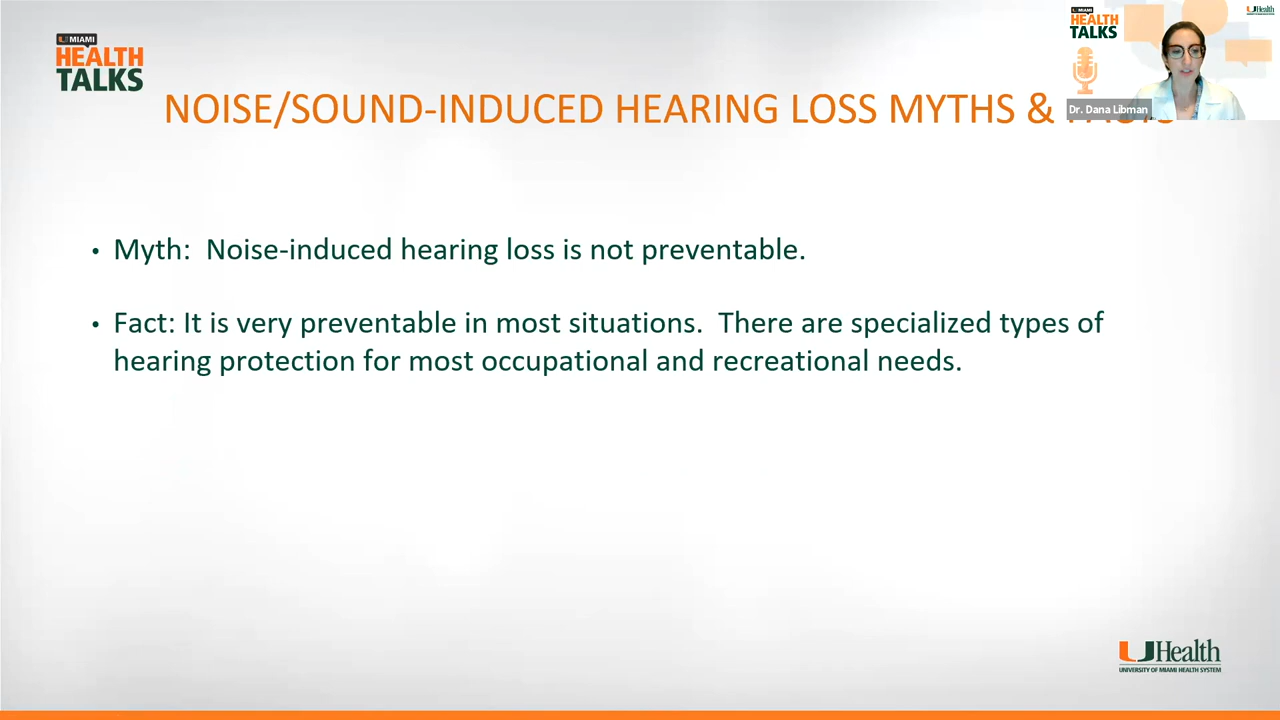 MIAMI
HEALTH
TALKS
NOISE/SOUND-INDUCED HEARING LOSS MYTHS &
MIAMI
HEALTH
TALKS
UHealth
Dr. Dana Libman
• Myth:  Noise-induced hearing loss is not preventable.
• Fact: It is very preventable in most situations.  There are specialized types of
hearing protection for most occupational and recreational needs.
UHealth
UNIVERSITY OF MIAMI HEALTH SYSTEM